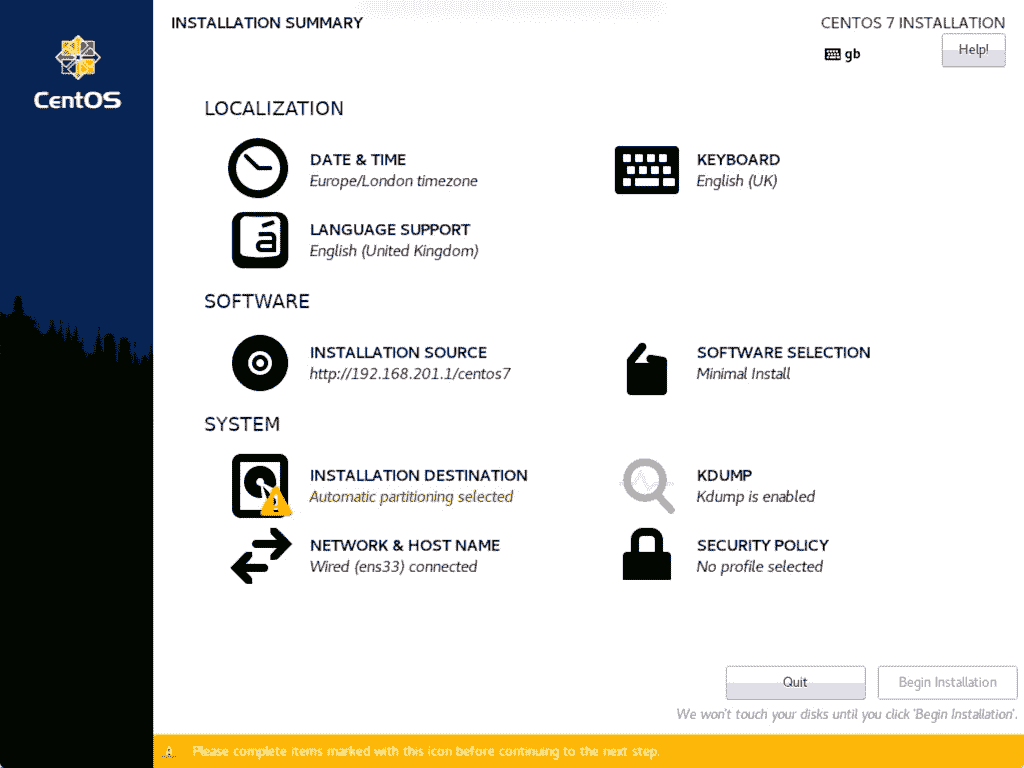 INSTALLATION SUMMARY
CENTOS 7 INSTALLATION
gb
Help!
CentOS
LOCALIZATION
DATE & TIME
Europe/London timezone
KEYBOARD
English (UK)
á
LANGUAGE SUPPORT
English (United Kingdom)
SOFTWARE
INSTALLATION SOURCE
http://192.168.201.1/centos7
SOFTWARE SELECTION
Minimal Install
SYSTEM
INSTALLATION DESTINATION
Automatic partitioning selected
KDUMP
Kdump is enabled
NETWORK & HOST NAME
Wired (ens33) connected
SECURITY POLICY
No profile selected
Quit
Begin Installation
We won't touch your disks until you click 'Begin Installation'.
Please complete items marked with this icon before continuing to the next step.